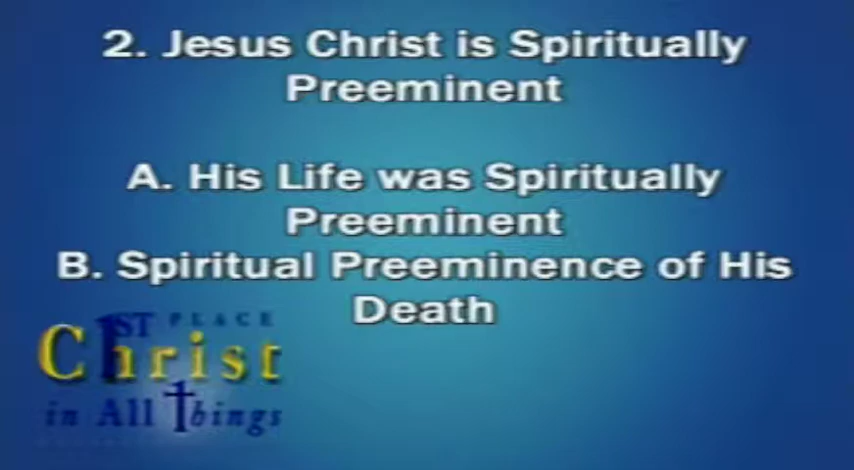 2. Jesus Christ is Spiritually
Preeminent
A. His Life was Spiritually
Preeminent
B. Spiritual Preeminence of His
Death
1ST PLACE
Christ
in All Things